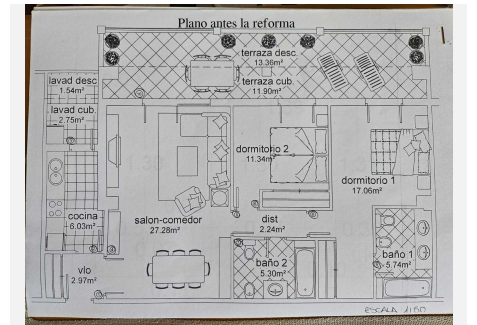 Plano antes la reforma
terraza desc.
13.36m²
terraza cub.
11.90m²
lavad desc
1.54m²
lavad cub.
2.75m²
dormitorio 2
11.34m²
dormitorio 1
17.06m²
cocina
6.03m²
salon-comedor
27.28m²
dist
2.24m²
baño 1
5.74m²
baño 2
5.30m²
vlo
2.97m²
ESCALA 1/50